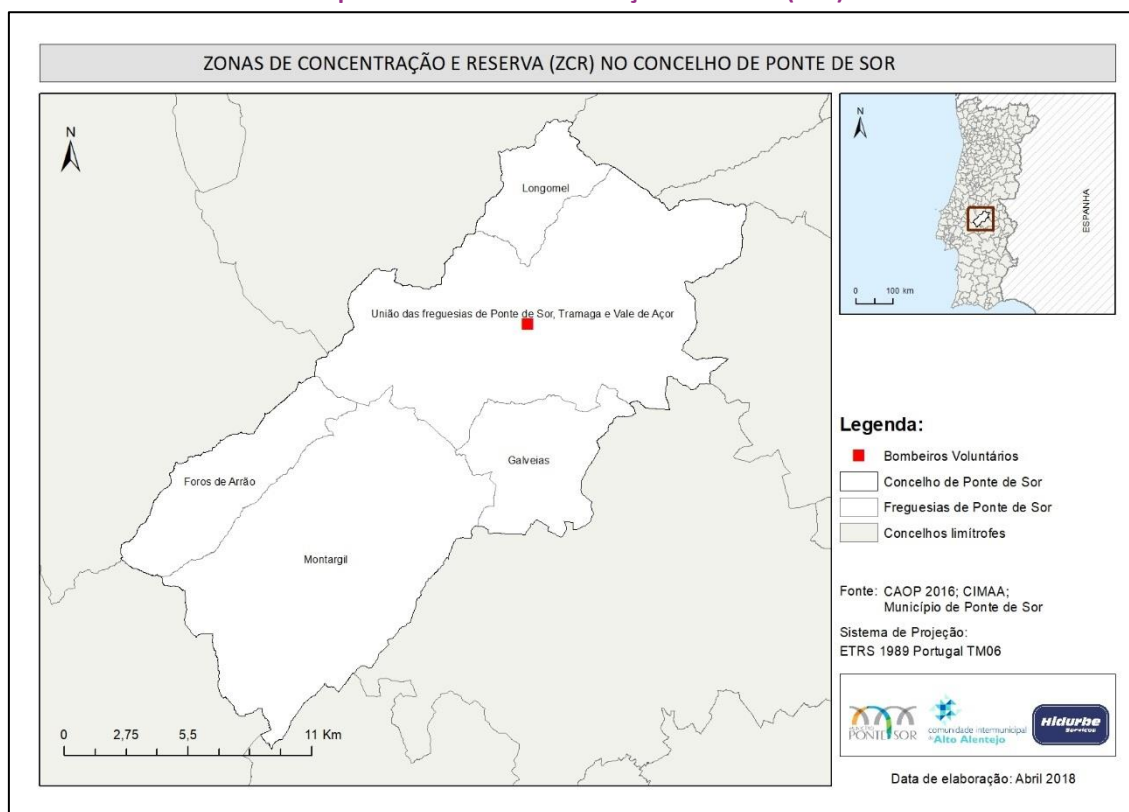 ZONAS DE CONCENTRAÇÃO E RESERVA (ZCR) NO CONCELHO DE PONTE DE SOR
N
Longomel
União das freguesias de Ponte de Sor, Tramaga e Vale de Açor
Foros de Arrão
Galveias
Montargil
0 2,75 5,5 11 Km
N
ESPANHA
0 100 km
Legenda:
Bombeiros Voluntários
Concelho de Ponte de Sor
Freguesias de Ponte de Sor
Concelhos limítrofes
Fonte: CAOP 2016; CIMAA;
Município de Ponte de Sor
Sistema de Projeção:
ETRS 1989 Portugal TM06
PONTE SOR
comunidade intermunicipal
Alto Alentejo
Hidurbe
Serviços
Data de elaboração: Abril 2018